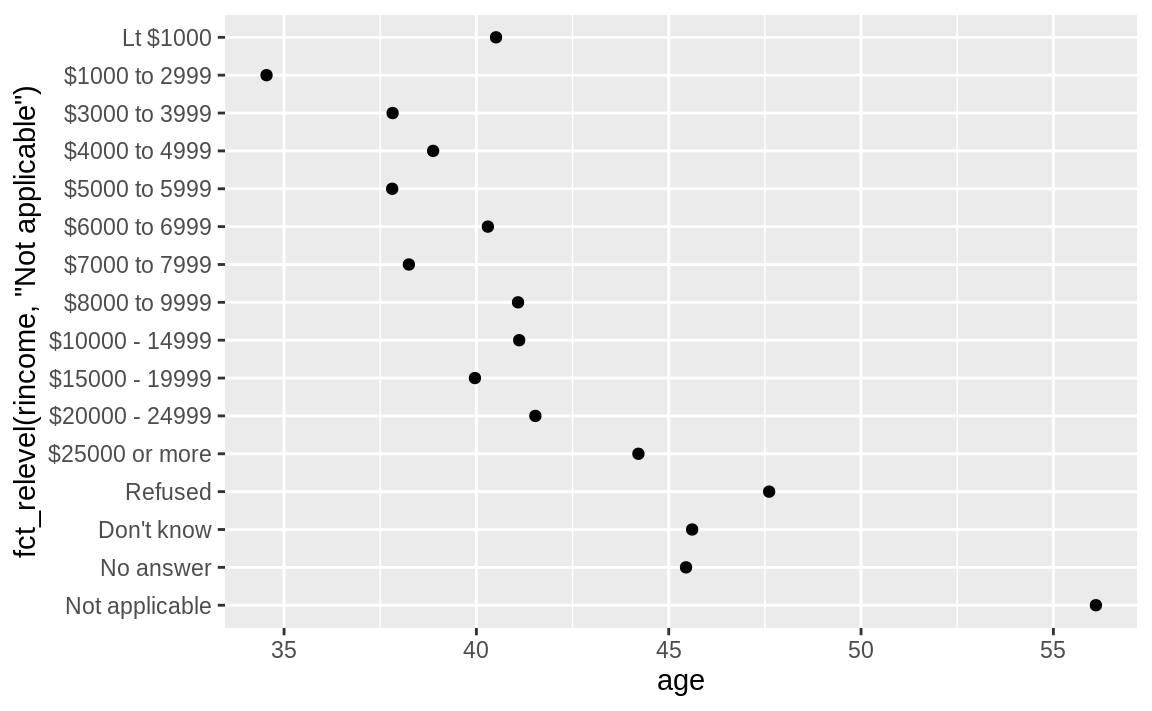 fct_relevel(rincome, "Not applicable")
Lt $1000
$1000 to 2999
$3000 to 3999
$4000 to 4999
$5000 to 5999
$6000 to 6999
$7000 to 7999
$8000 to 9999
$10000 - 14999
$15000 - 19999
$20000 - 24999
$25000 or more
Refused
Don't know
No answer
Not applicable
35 40 45 50 55
age